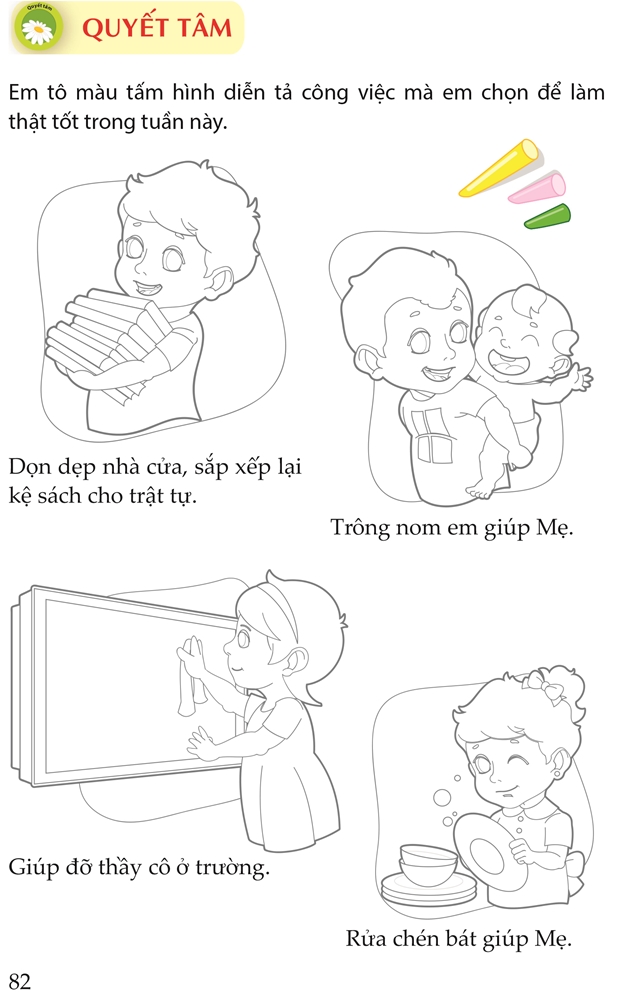 Quyết tâm
QUYẾT TÂM
Em tô màu tấm hình diễn tả công việc mà em chọn để làm
thật tốt trong tuần này.
Dọn dẹp nhà cửa, sắp xếp lại
kệ sách cho trật tự.
Trông nom em giúp Mẹ.
Giúp đỡ thầy cô ở trường.
Rửa chén bát giúp Mẹ.
82